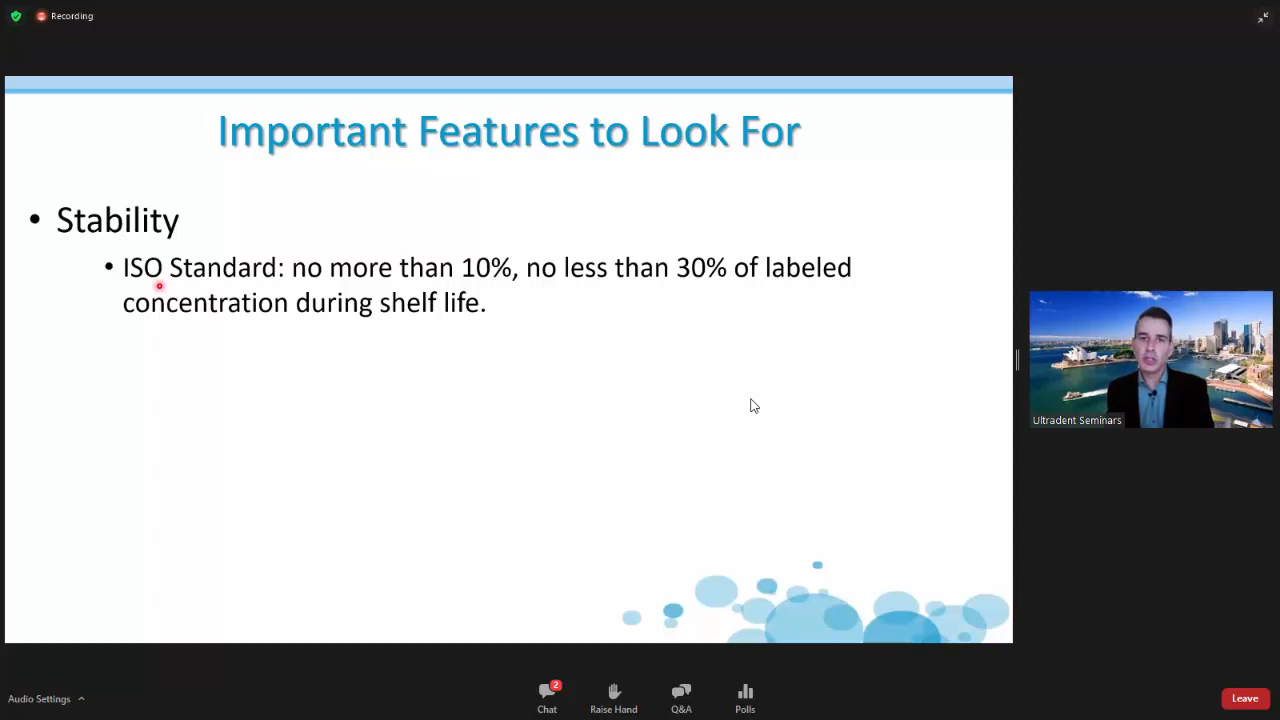 Recording
Important Features to Look For
• Stability
• ISO Standard: no more than 10%, no less than 30% of labeled
concentration during shelf life.
Ultradent Seminars
Audio Settings
2
Chat
Raise Hand
Q&A
Polls
Leave